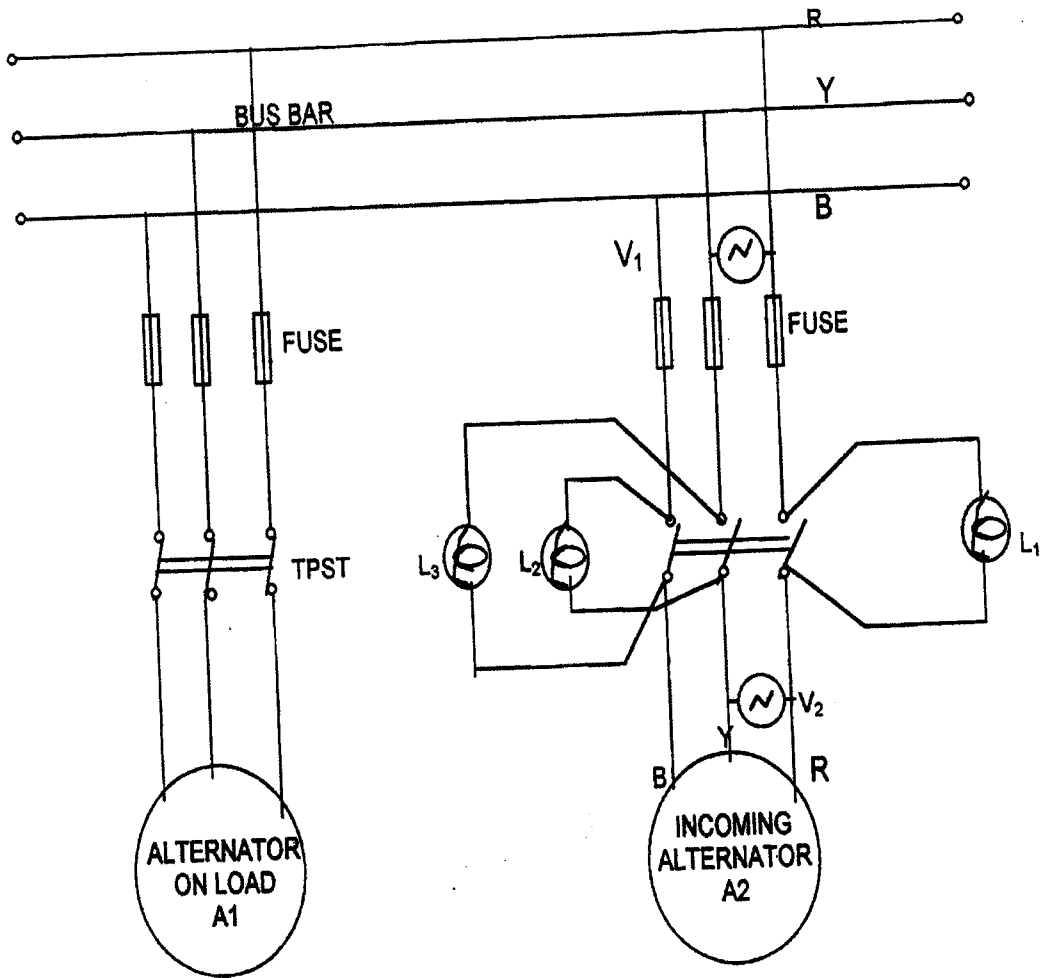 R
BUS BAR
Y
B
V1
FUSE
FUSE
L3
L2
L1
TPST
V2
Y
B
R
ALTERNATOR
ON LOAD
A1
INCOMING
ALTERNATOR
A2